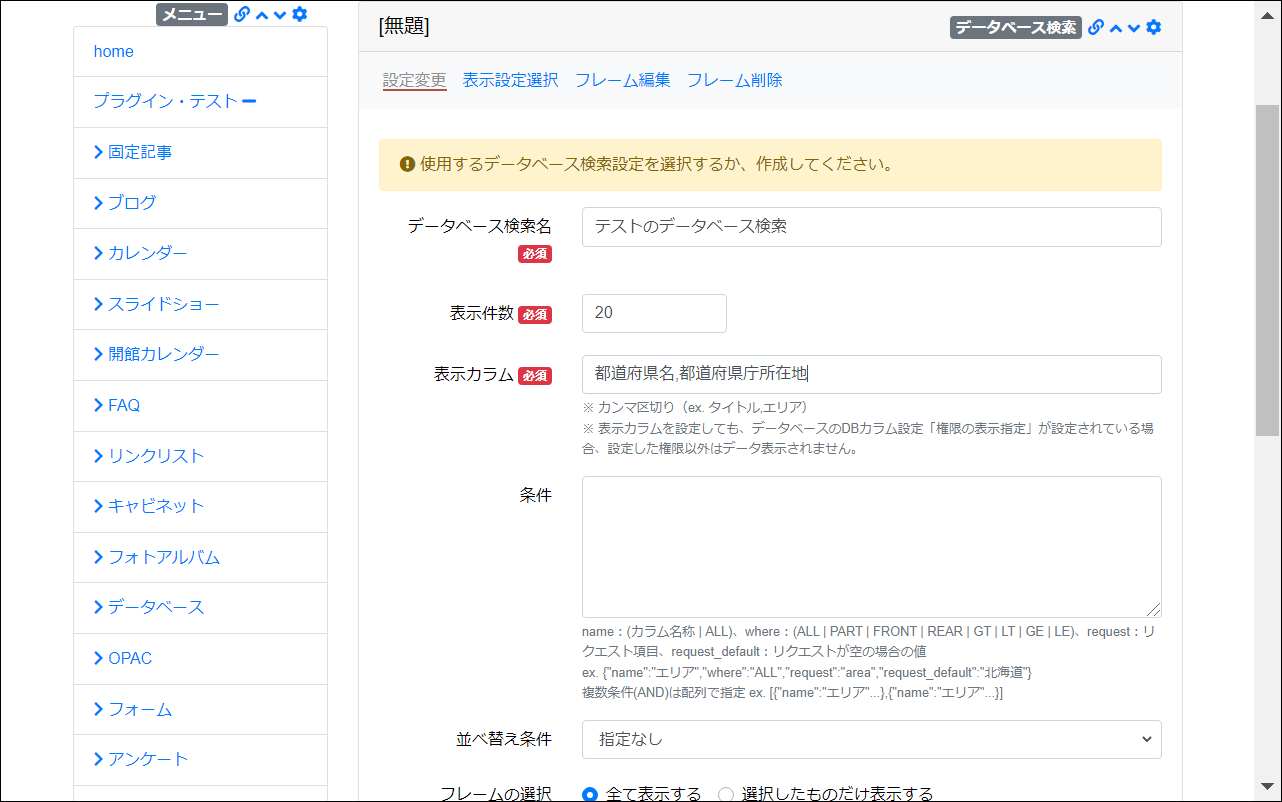 メニュー
home
プラグイン・テスト
固定記事
ブログ
カレンダー
スライドショー
開館カレンダー
FAQ
リンクリスト
キャビネット
フォトアルバム
データベース
OPAC
フォーム
アンケート
[無題]
データベース検索
設定変更 表示設定選択 フレーム編集 フレーム削除
使用するデータベース検索設定を選択するか、作成してください。
データベース検索名 テストのデータベース検索
必須
表示件数 必須 20
表示カラム 必須 都道府県名,都道府県庁所在地
※ カンマ区切り（ex. タイトル,エリア）
※ 表示カラムを設定しても、データベースのDBカラム設定「権限の表示指定」が設定されている場
合、設定した権限以外はデータ表示されません。
条件
name：(カラム名称 | ALL)、where：(ALL | PART | FRONT | REAR | GT | LT | GE | LE)、request：リ
クエスト項目、request_default：リクエストが空の場合の値
ex. {"name":"エリア","where":"ALL","request":"area","request_default":"北海道"}
複数条件(AND)は配列で指定 ex. [{"name":"エリア"...},{"name":"エリア"...}]
並べ替え条件 指定なし
フレームの選択 全て表示する 選択したものだけ表示する